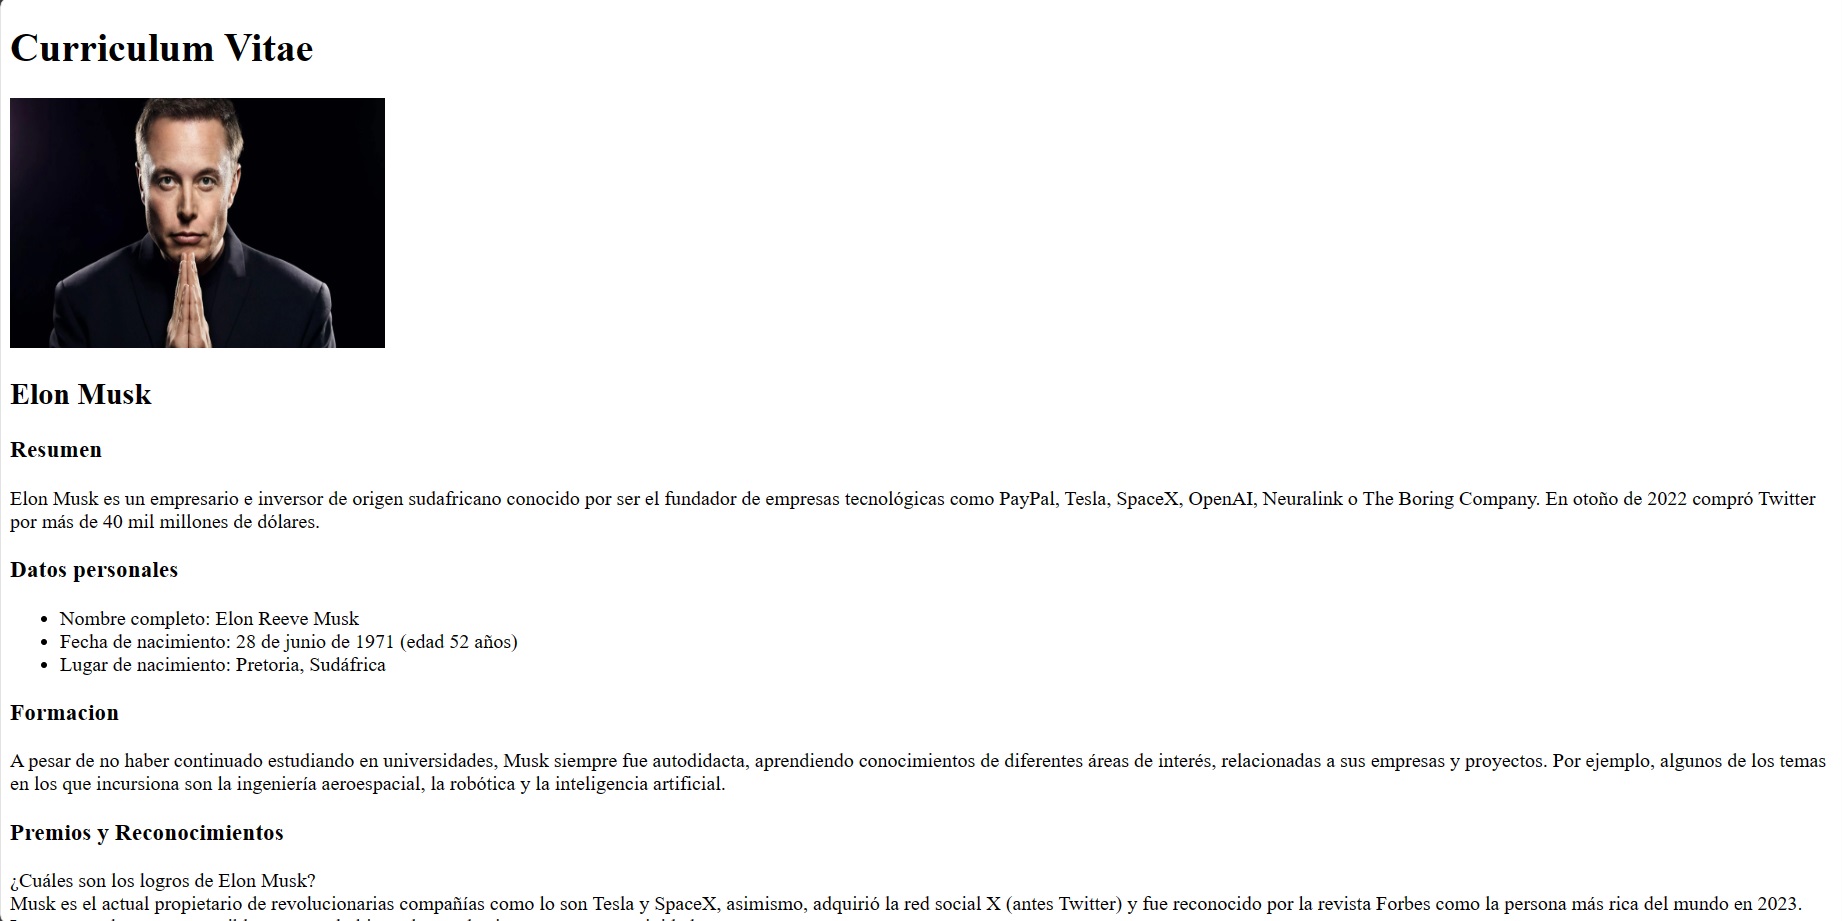 Curriculum Vitae
Elon Musk
Resumen
Elon Musk es un empresario e inversor de origen sudafricano conocido por ser el fundador de empresas tecnológicas como PayPal, Tesla, SpaceX, OpenAI, Neuralink o The Boring Company. En otoño de 2022 compró Twitter
por más de 40 mil millones de dólares.
Datos personales
• Nombre completo: Elon Reeve Musk
• Fecha de nacimiento: 28 de junio de 1971 (edad 52 años)
• Lugar de nacimiento: Pretoria, Sudáfrica
Formacion
A pesar de no haber continuado estudiando en universidades, Musk siempre fue autodidacta, aprendiendo conocimientos de diferentes áreas de interés, relacionadas a sus empresas y proyectos. Por ejemplo, algunos de los temas
en los que incursiona son la ingeniería aeroespacial, la robótica y la inteligencia artificial.
Premios y Reconocimientos
¿Cuáles son los logros de Elon Musk?
Musk es el actual propietario de revolucionarias compañías como lo son Tesla y SpaceX, asimismo, adquirió la red social X (antes Twitter) y fue reconocido por la revista Forbes como la persona más rica del mundo en 2023.